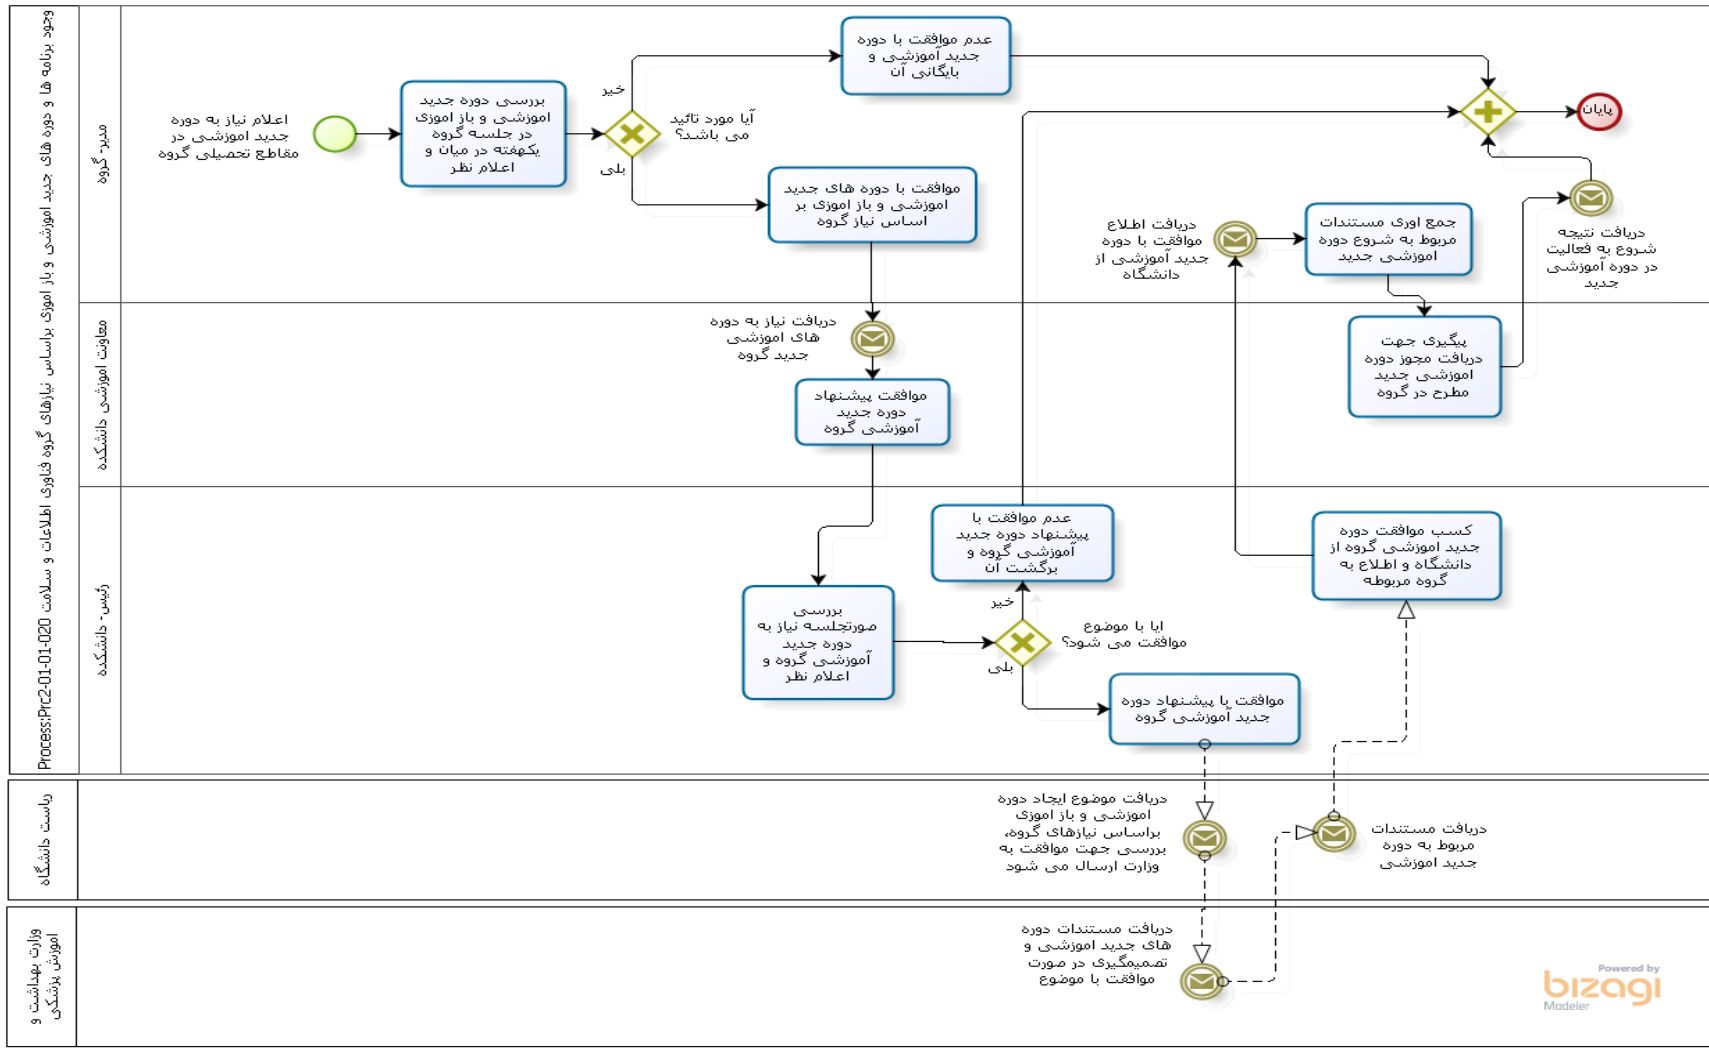 Process:Prc2-01-01-020 وجود برنامه ها و دوره های جدید آموزشی و باز آموزی براساس نیازهای گروه فناوری اطلاعات و سلامت
مدیر- گروه
اعلام نیاز به دوره
جدید اموزشی در
مقاطع تحصیلی گروه
بررسی دوره جدید
اموزشی و باز اموزی
در جلسه گروه
یکهفته در میان و
اعلام نظر
خیر
آیا مورد تائید
می باشد؟
بلی
عدم موافقت با دوره
جدید آموزشی و
بایگانی آن
موافقت با دوره های جدید
اموزشی و باز اموزی بر
اساس نیاز گروه
دریافت اطلاع
موافقت با دوره
جدید آموزشی از
دانشگاه
جمع اوری مستندات
مربوط به شروع دوره
اموزشی جدید
پایان
دریافت نتیجه
شروع به فعالیت
در دوره آموزشی
جدید
معاونت اموزشی دانشکده
دریافت نیاز به دوره
های اموزشی
جدید گروه
موافقت پیشنهاد
دوره جدید
آموزشی گروه
پیگیری جهت
دریافت مجوز دوره
اموزشی جدید
مطرح در گروه
رئیس- دانشکده
بررسی
صورتجلسه نیاز به
دوره جدید
آموزشی گروه و
اعلام نظر
عدم موافقت با
پیشنهاد دوره جدید
آموزشی گروه و
برگشت آن
خیر
ایا با موضوع
موافقت می شود؟
بلی
موافقت با پیشنهاد دوره
جدید آموزشی گروه
کسب موافقت دوره
جدید اموزشی گروه از
دانشگاه و اطلاع به
گروه مربوطه
ریاست دانشگاه
دریافت موضوع ایجاد دوره
اموزشی و باز اموزی
براساس نیازهای گروه،
بررسی جهت موافقت به
وزارت ارسال می شود
دریافت مستندات
مربوط به دوره
جدید اموزشی
وزارت بهداشت و
اموزش پزشکی
دریافت مستندات دوره
های جدید اموزشی و
تصمیمگیری در صورت
موافقت با موضوع
Powered by
bizagi
Modeler